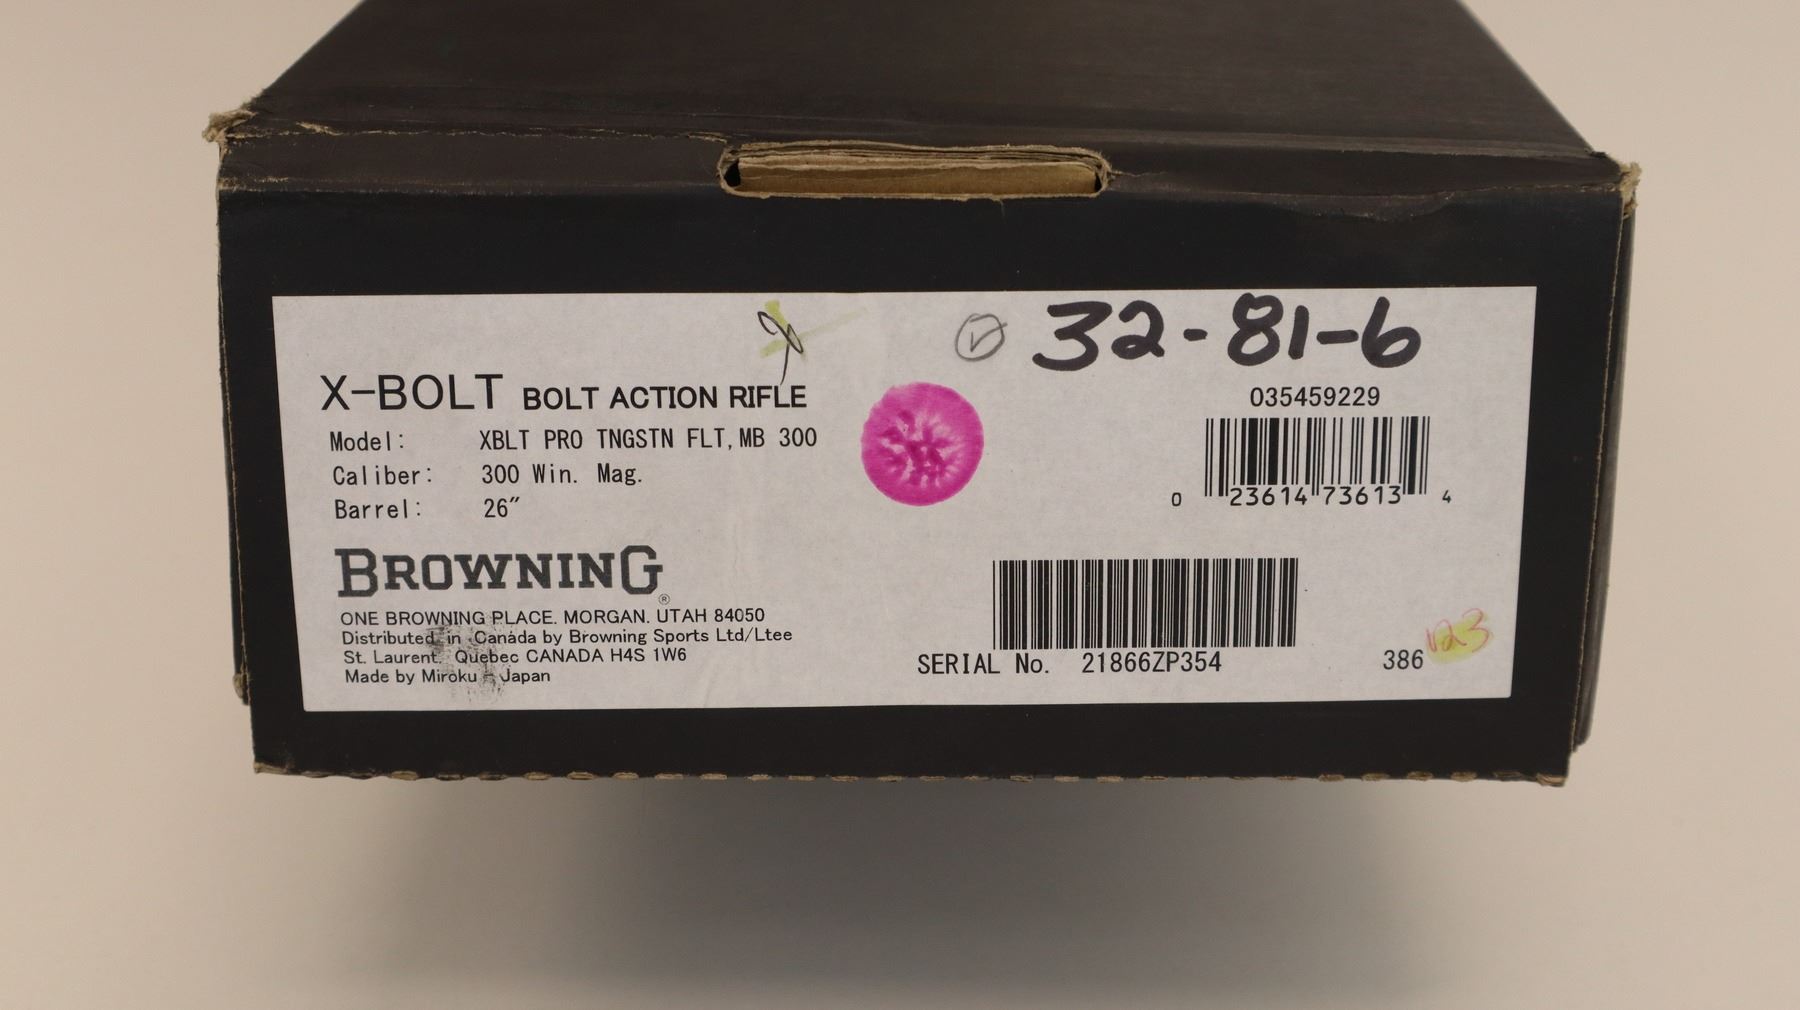 32-81-6
X-BOLT BOLT ACTION RIFLE
035459229
Model: XBLT PRO TNGSTN FLT,MB 300
Caliber: 300 Win. Mag.
Barrel: 26"
0 23614 73613 4
BROWNING®
ONE BROWNING PLACE. MORGAN. UTAH 84050
Distributed in Canada by Browning Sports Ltd/Ltee
St. Laurent Quebec CANADA H4S 1W6
Made by Miroku - Japan
SERIAL No. 21866ZP354
386